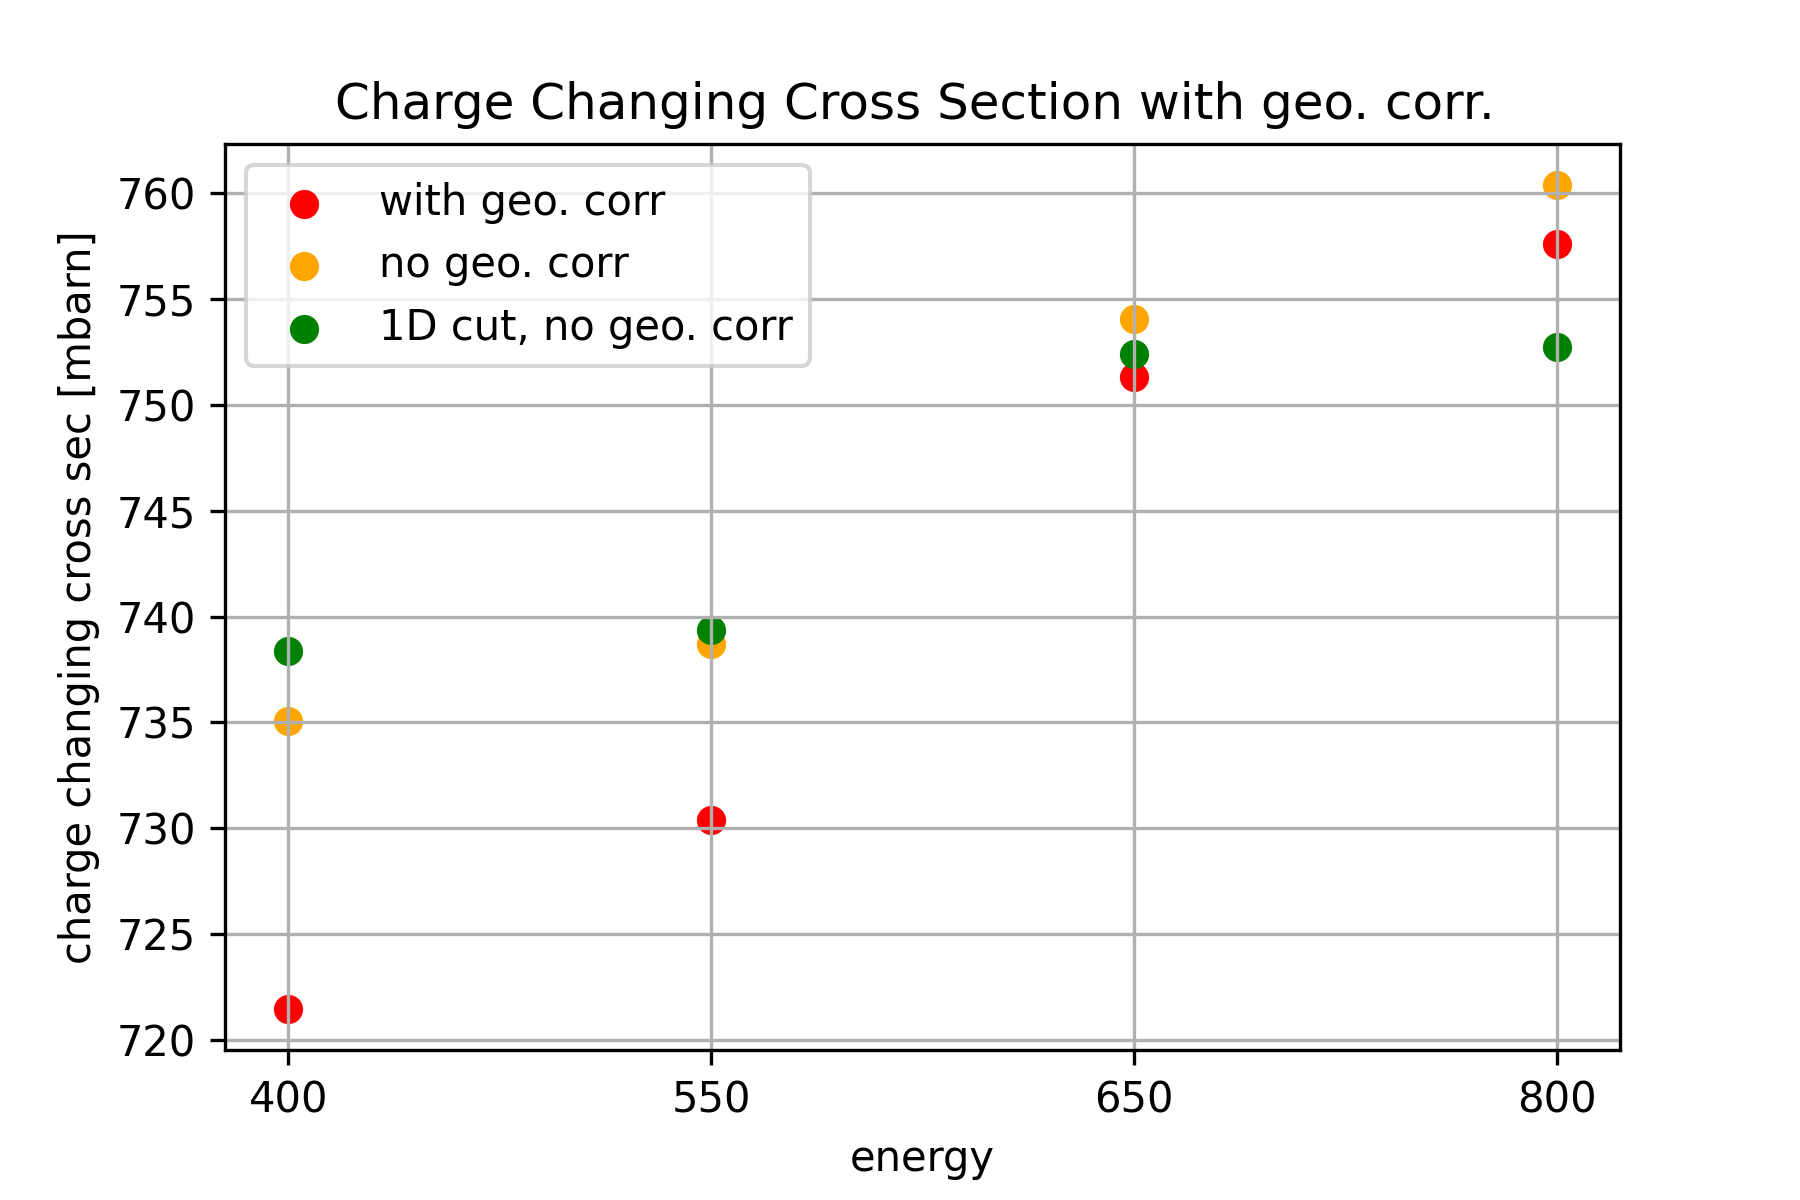 Charge Changing Cross Section with geo. corr.
with geo. corr
no geo. corr
1D cut, no geo. corr
charge changing cross sec [mbarn]
760
755
750
745
740
735
730
725
720
400 550 650 800
energy